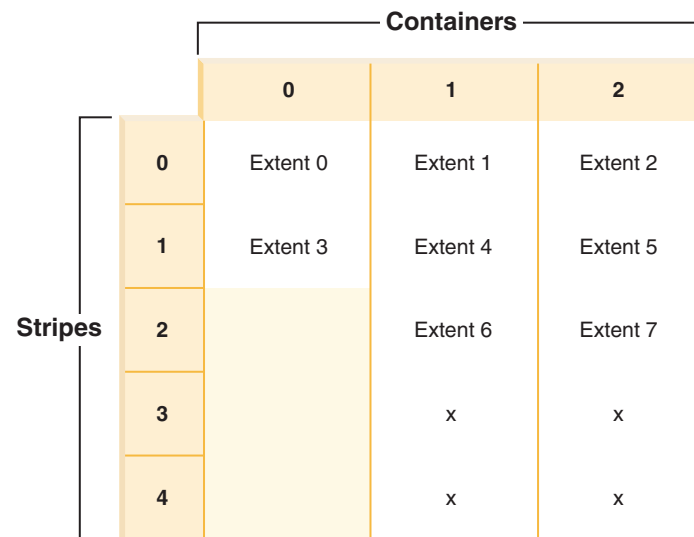 Containers
0 1 2
0 Extent 0 Extent 1 Extent 2
1 Extent 3 Extent 4 Extent 5
Stripes 2 Extent 6 Extent 7
3 x x
4 x x